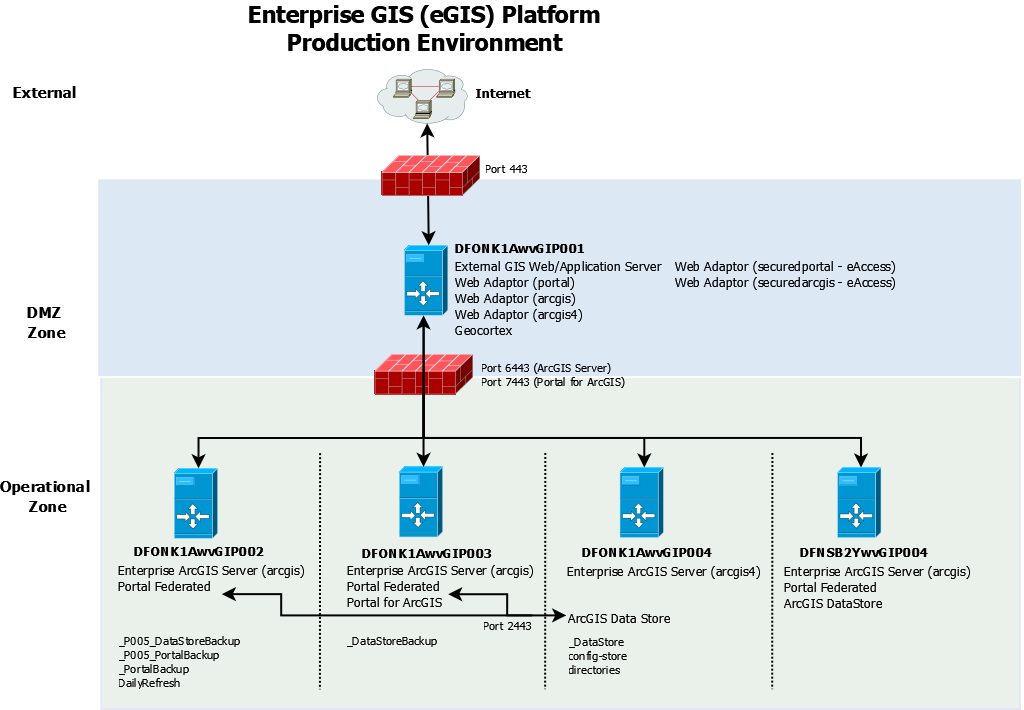 Enterprise GIS (eGIS) Platform
Production Environment
External
Internet
Port 443
DMZ
Zone
DFONK1AwvGIP001
External GIS Web/Application Server
Web Adaptor (portal)
Web Adaptor (arcgis)
Web Adaptor (arcgis4)
Geocortex
Web Adaptor (securedportal - eAccess)
Web Adaptor (securedarcgis - eAccess)
Port 6443 (ArcGIS Server)
Port 7443 (Portal for ArcGIS)
Operational
Zone
DFONK1AwvGIP002
Enterprise ArcGIS Server (arcgis)
Portal Federated
_P005_DataStoreBackup
_P005_PortalBackup
_PortalBackup
DailyRefresh
DFONK1AwvGIP003
Enterprise ArcGIS Server (arcgis)
Portal Federated
Portal for ArcGIS
Port 2443
_DataStoreBackup
DFONK1AwvGIP004
Enterprise ArcGIS Server (arcgis4)
ArcGIS Data Store
_DataStore
config-store
directories
DFNSB2YwvGIP004
Enterprise ArcGIS Server (arcgis)
Portal Federated
ArcGIS DataStore